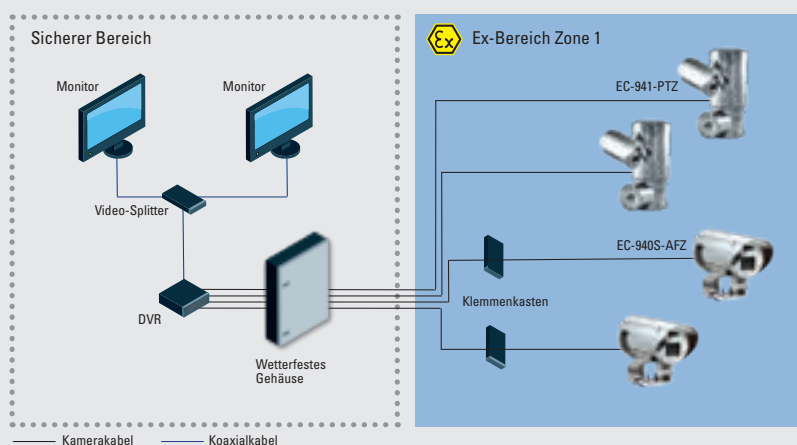 Sicherer Bereich
Ex Ex-Bereich Zone 1
Monitor
Monitor
EC-941-PTZ
Video-Splitter
EC-940S-AFZ
Klemmenkasten
DVR
Wetterfestes
Gehäuse
Kamerakabel
Koaxialkabel